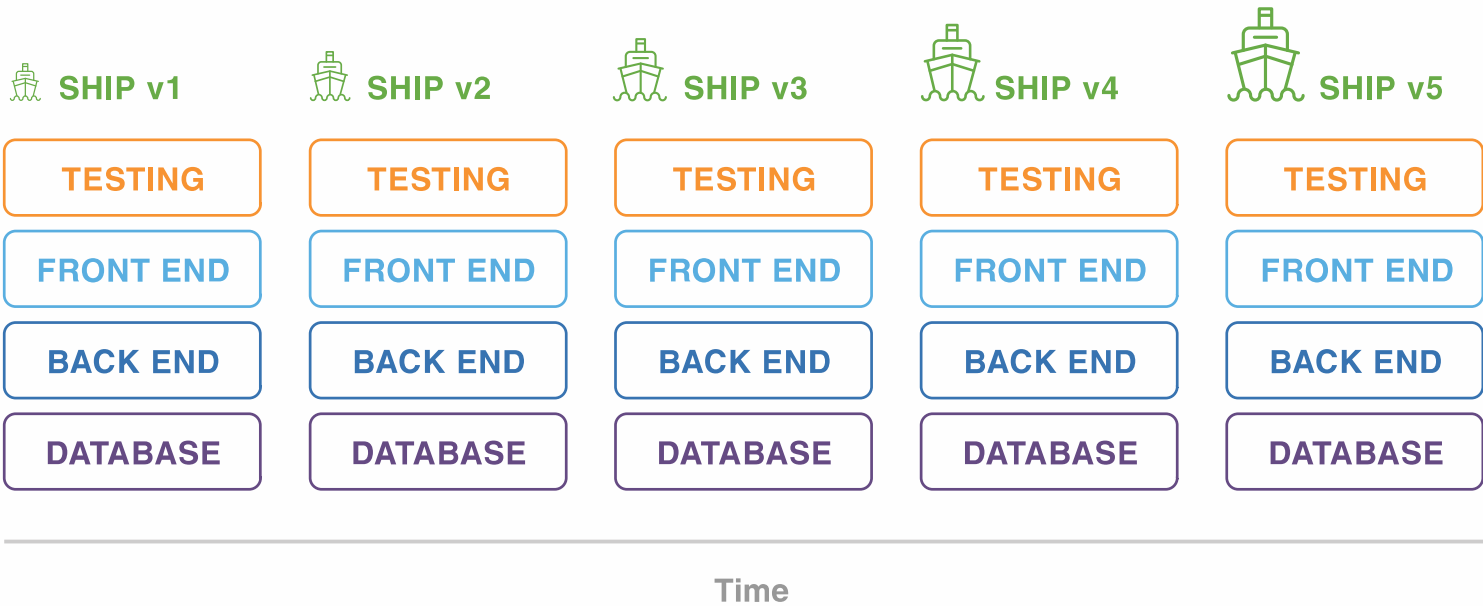 SHIP v1 SHIP v2 SHIP v3 SHIP v4 SHIP v5
TESTING TESTING TESTING TESTING TESTING
FRONT END FRONT END FRONT END FRONT END FRONT END
BACK END BACK END BACK END BACK END BACK END
DATABASE DATABASE DATABASE DATABASE DATABASE
Time